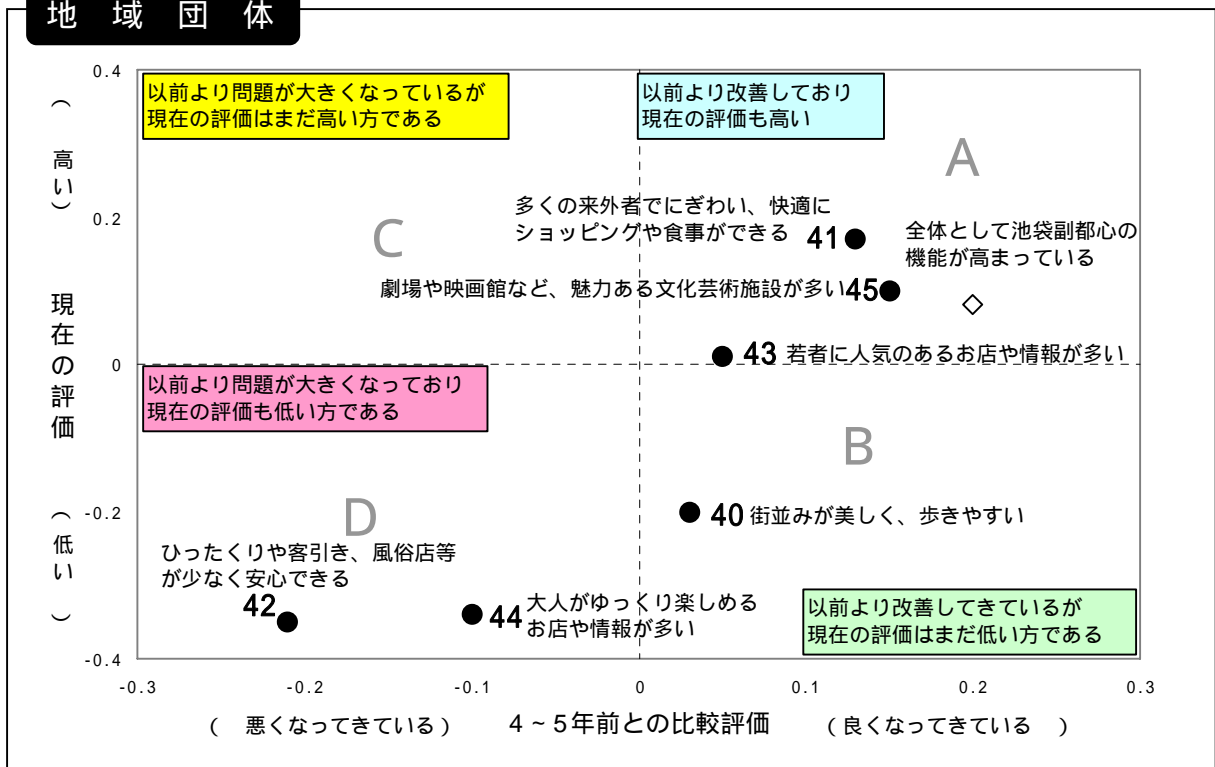 地 域 団 体
0.4
0.2
0
-0.2
-0.4
( 高い)
現在の評価
( 低い )
以前より問題が大きくなっているが
現在の評価はまだ高い方である
以前より改善しており
現在の評価も高い
A
C
多くの来外者でにぎわい、快適に
ショッピングや食事ができる 41
全体として池袋副都心の
機能が高まっている
劇場や映画館など、魅力ある文化芸術施設が多い 45
43 若者に人気のあるお店や情報が多い
以前より問題が大きくなっており
現在の評価も低い方である
B
D
40 街並みが美しく、歩きやすい
ひったくりや客引き、風俗店等
が少なく安心できる
42
44 大人がゆっくり楽しめる
お店や情報が多い
以前より改善してきているが
現在の評価はまだ低い方である
-0.3 -0.2 -0.1 0 0.1 0.2 0.3
( 悪くなってきている) 4~5年前との比較評価 (良くなってきている )